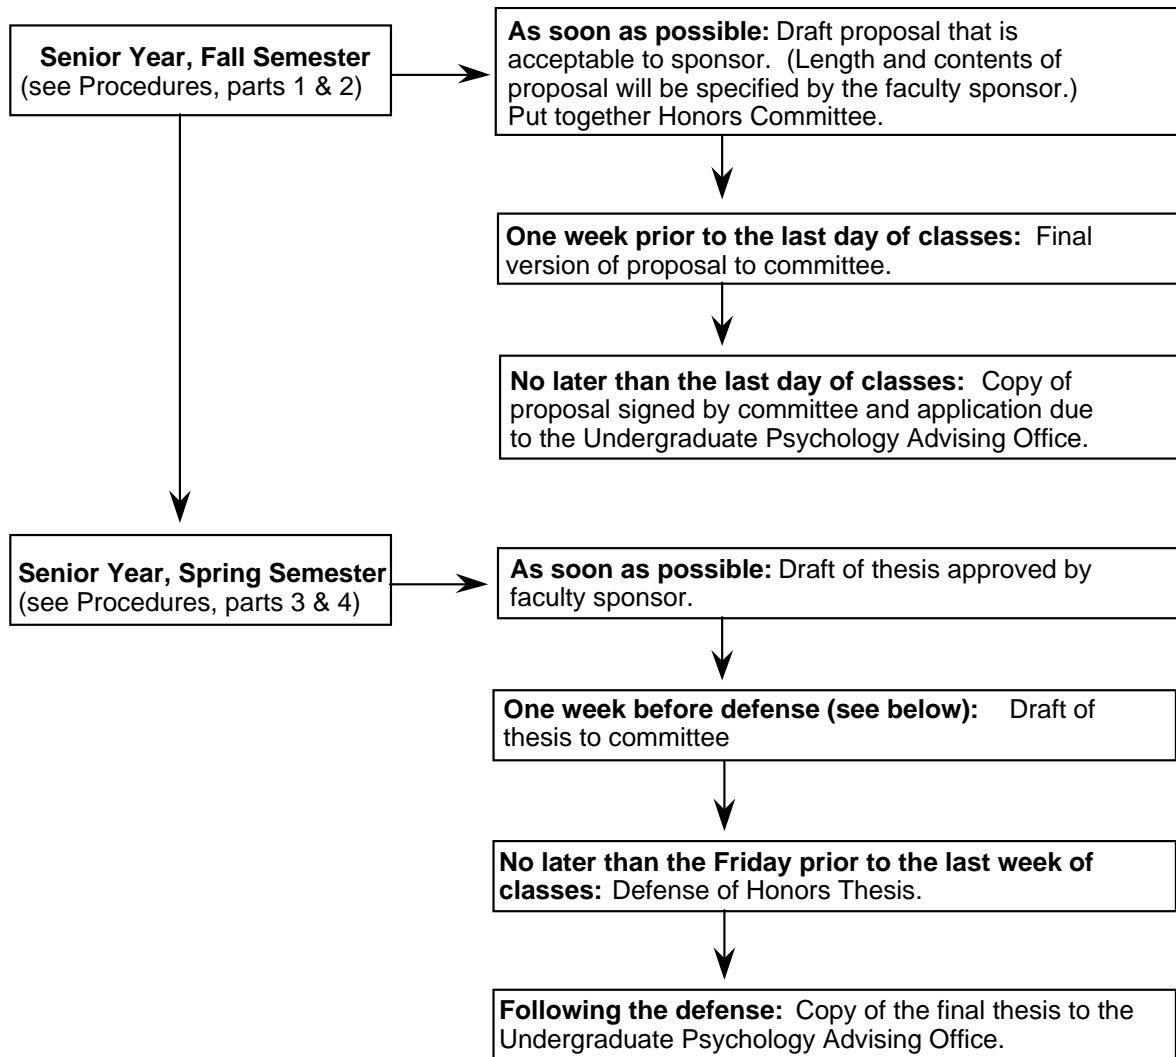 Senior Year, Fall Semester
(see Procedures, parts 1 & 2)
As soon as possible: Draft proposal that is
acceptable to sponsor. (Length and contents of
proposal will be specified by the faculty sponsor.)
Put together Honors Committee.
One week prior to the last day of classes: Final
version of proposal to committee.
No later than the last day of classes: Copy of
proposal signed by committee and application due
to the Undergraduate Psychology Advising Office.
Senior Year, Spring Semester
(see Procedures, parts 3 & 4)
As soon as possible: Draft of thesis approved by
faculty sponsor.
One week before defense (see below): Draft of
thesis to committee
No later than the Friday prior to the last week of
classes: Defense of Honors Thesis.
Following the defense: Copy of the final thesis to the
Undergraduate Psychology Advising Office.